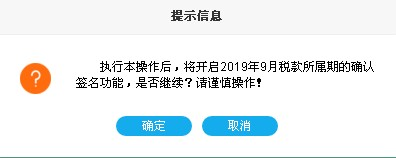 提示信息
执行本操作后，将开启2019年9月税款所属期的确认
签名功能，是否继续？请谨慎操作！
确定
取消